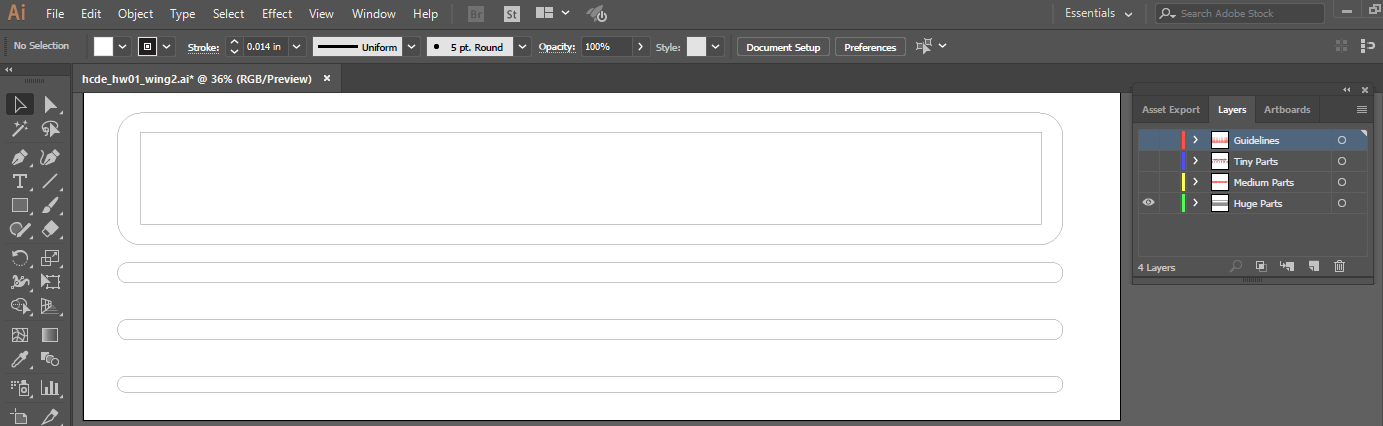 Ai File Edit Object Type Select Effect View Window Help Br St Essentials Search Adobe Stock
No Selection Stroke: 0.014 in Uniform 5 pt. Round Opacity: 100% Style: Document Setup Preferences
hcde_hw01_wing2.ai* @ 36% (RGB/Preview) ×
Asset Export Layers Artboards
Guidelines
Tiny Parts
Medium Parts
Huge Parts
4 Layers